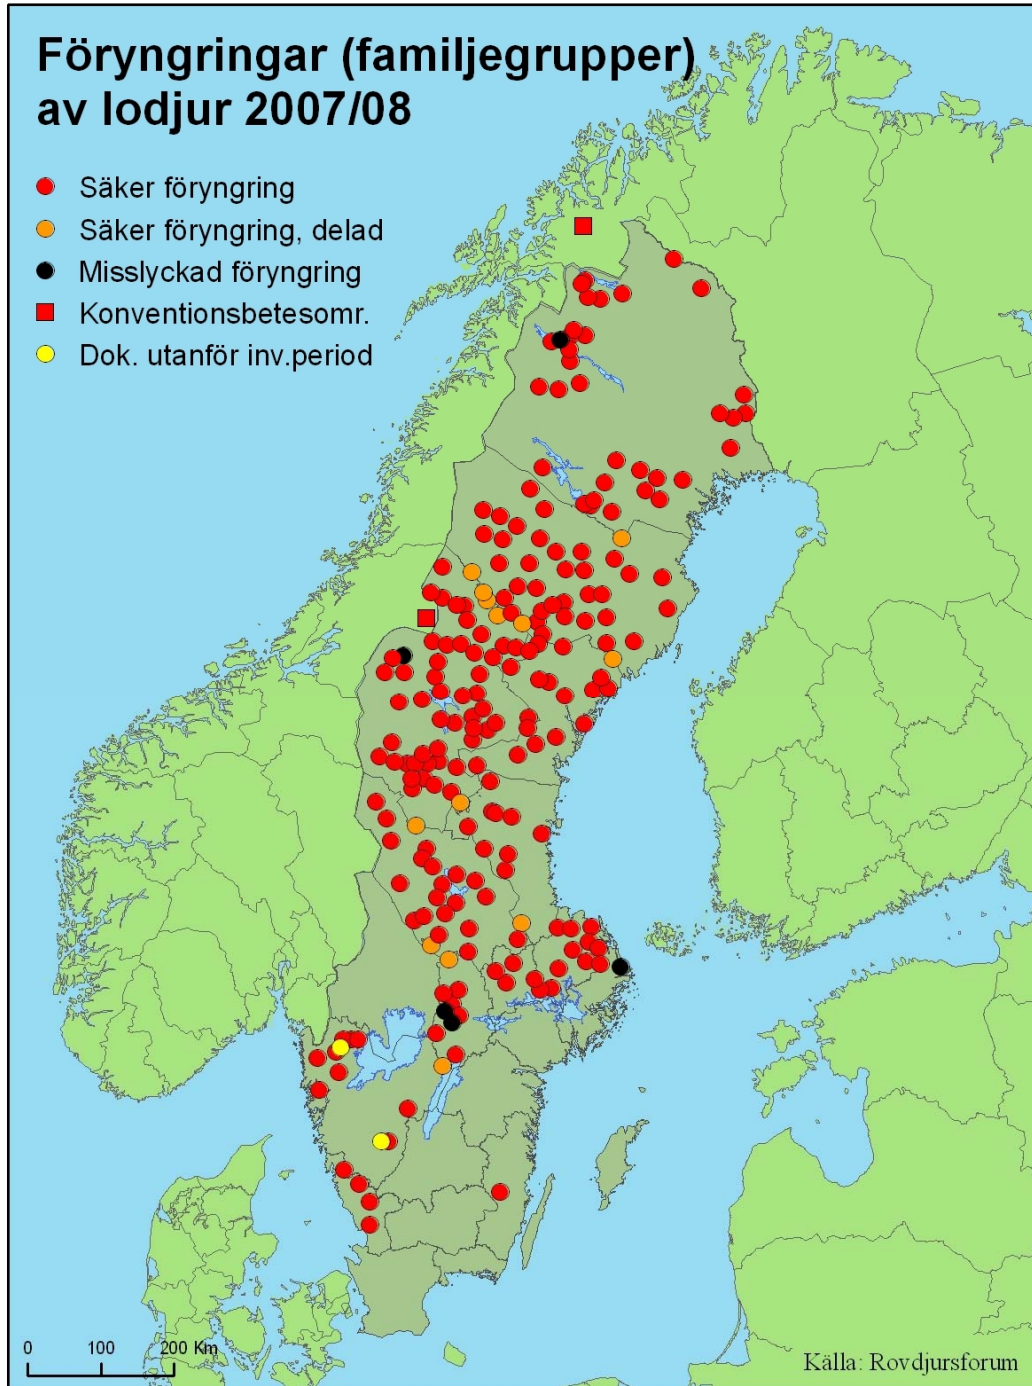 Föryngringar (familjegrupper)
av lodjur 2007/08
Säker föryngring
Säker föryngring, delad
Misslyckad föryngring
Konventionsbetesomr.
Dok. utanför inv.period
0 100 200 Km
Källa: Rovdjursforum